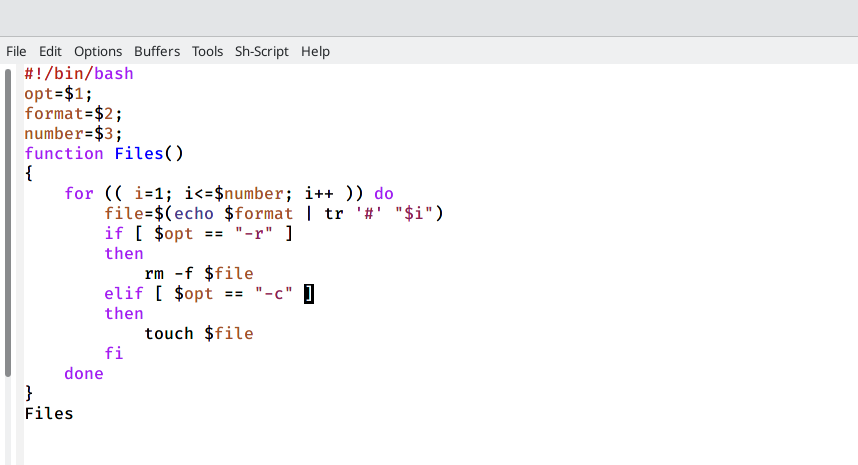 File Edit Options Buffers Tools Sh-Script Help
#!/bin/bash
opt=$1;
format=$2;
number=$3;
function Files()
{
    for (( i=1; i<=$number; i++ )) do
        file=$(echo $format | tr '#' "$i")
        if [ $opt == "-r" ]
        then
            rm -f $file
        elif [ $opt == "-c" ]
        then
            touch $file
        fi
    done
}
Files